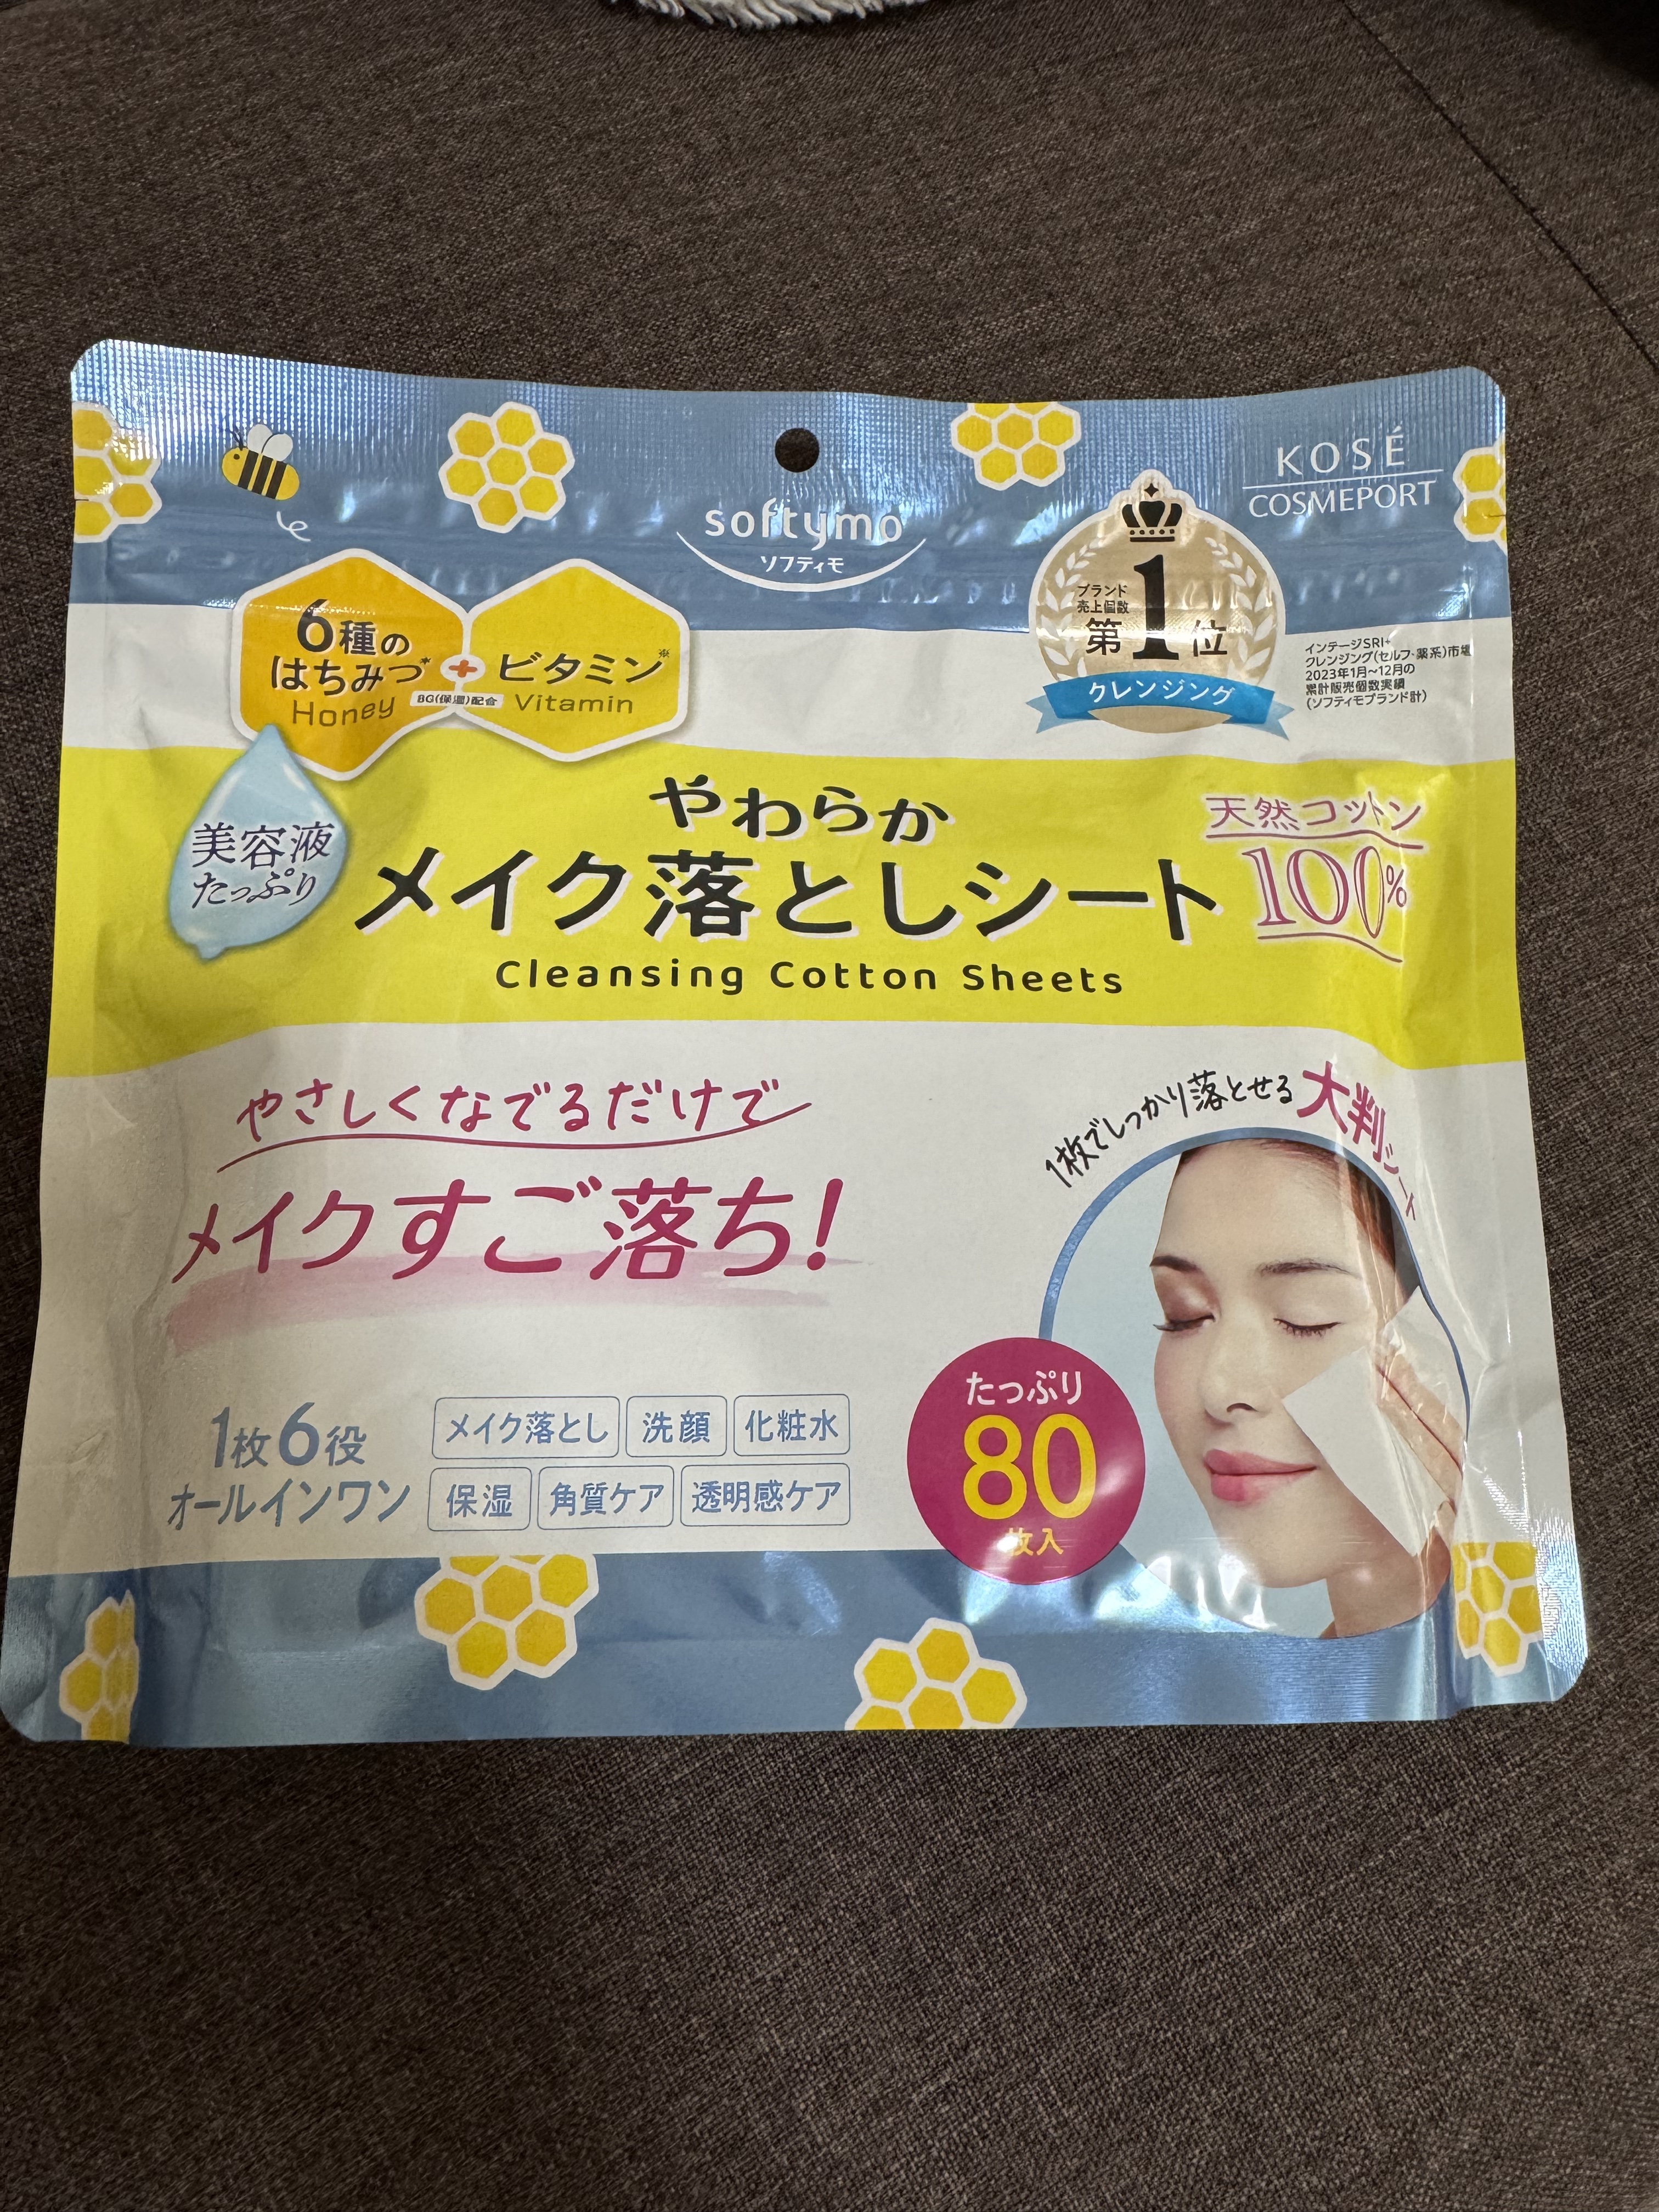 KOSÉ
COSMEPORT
softymo
ソフティモ
6種の
はちみつ※
Honey
+
BG(保湿)配合
ビタミン※
Vitamin
ブランド
売上個数
第1位
クレンジング
インテージSRI+
クレンジング(セルフ-薬系)市場
2023年1月〜12月の
累計販売個数実績
(ソフティモブランド計)
美容液
たっぷり
やわらか
メイク落としシート
Cleansing Cotton Sheets
天然コットン
100%
やさしくなでるだけで
メイクすご落ち!
1枚でしっかり落とせる大判シート
1枚6役
オールインワン
メイク落とし 洗顔 化粧水
保湿 角質ケア 透明感ケア
たっぷり
80
枚入